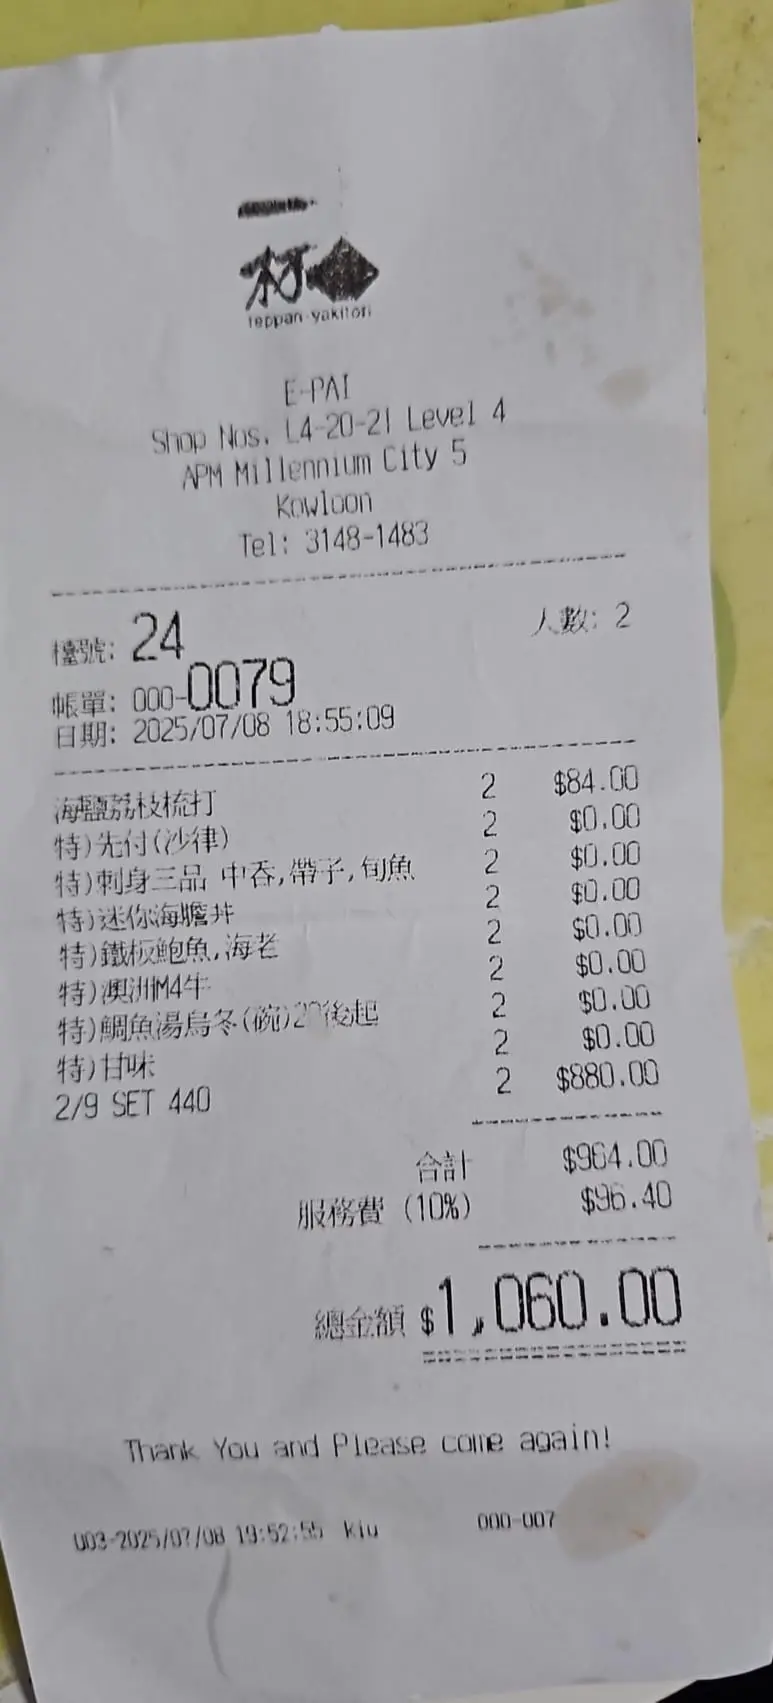 一
杯
teppan-yakitori
E-PAI
Shop Nos. L4-20-21 Level 4
APM Millennium City 5
Kowloon
Tel: 3148-1483
檯號: 24
人數: 2
帳單: 000-0079
日期: 2025/07/08 18:55:09
海鹽荔枝梳打 2 $84.00
特)先付(沙律) 2 $0.00
特)刺身三品 中吞,帶子,旬魚 2 $0.00
特)迷你海膽丼 2 $0.00
特)鐵板鮑魚,海老 2 $0.00
特)澳洲M4牛 2 $0.00
特)鯛魚湯烏冬(碗)20後起 2 $0.00
特)甘味 2 $0.00
2/9 SET 440 2 $880.00
合計 $964.00
服務費 (10%) $96.40
總金額 $1,060.00
Thank You and Please come again!
003-2025/07/08 19:52:55 kiu 000-007